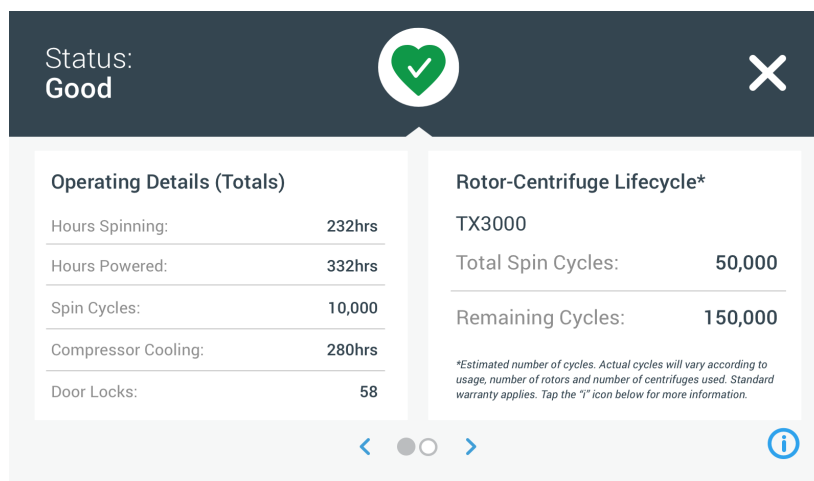 Status:
Good
Operating Details (Totals)
Hours Spinning: 232hrs
Hours Powered: 332hrs
Spin Cycles: 10,000
Compressor Cooling: 280hrs
Door Locks: 58
Rotor-Centrifuge Lifecycle*
TX3000
Total Spin Cycles: 50,000
Remaining Cycles: 150,000
*Estimated number of cycles. Actual cycles will vary according to
usage, number of rotors and number of centrifuges used. Standard
warranty applies. Tap the “i” icon below for more information.
i